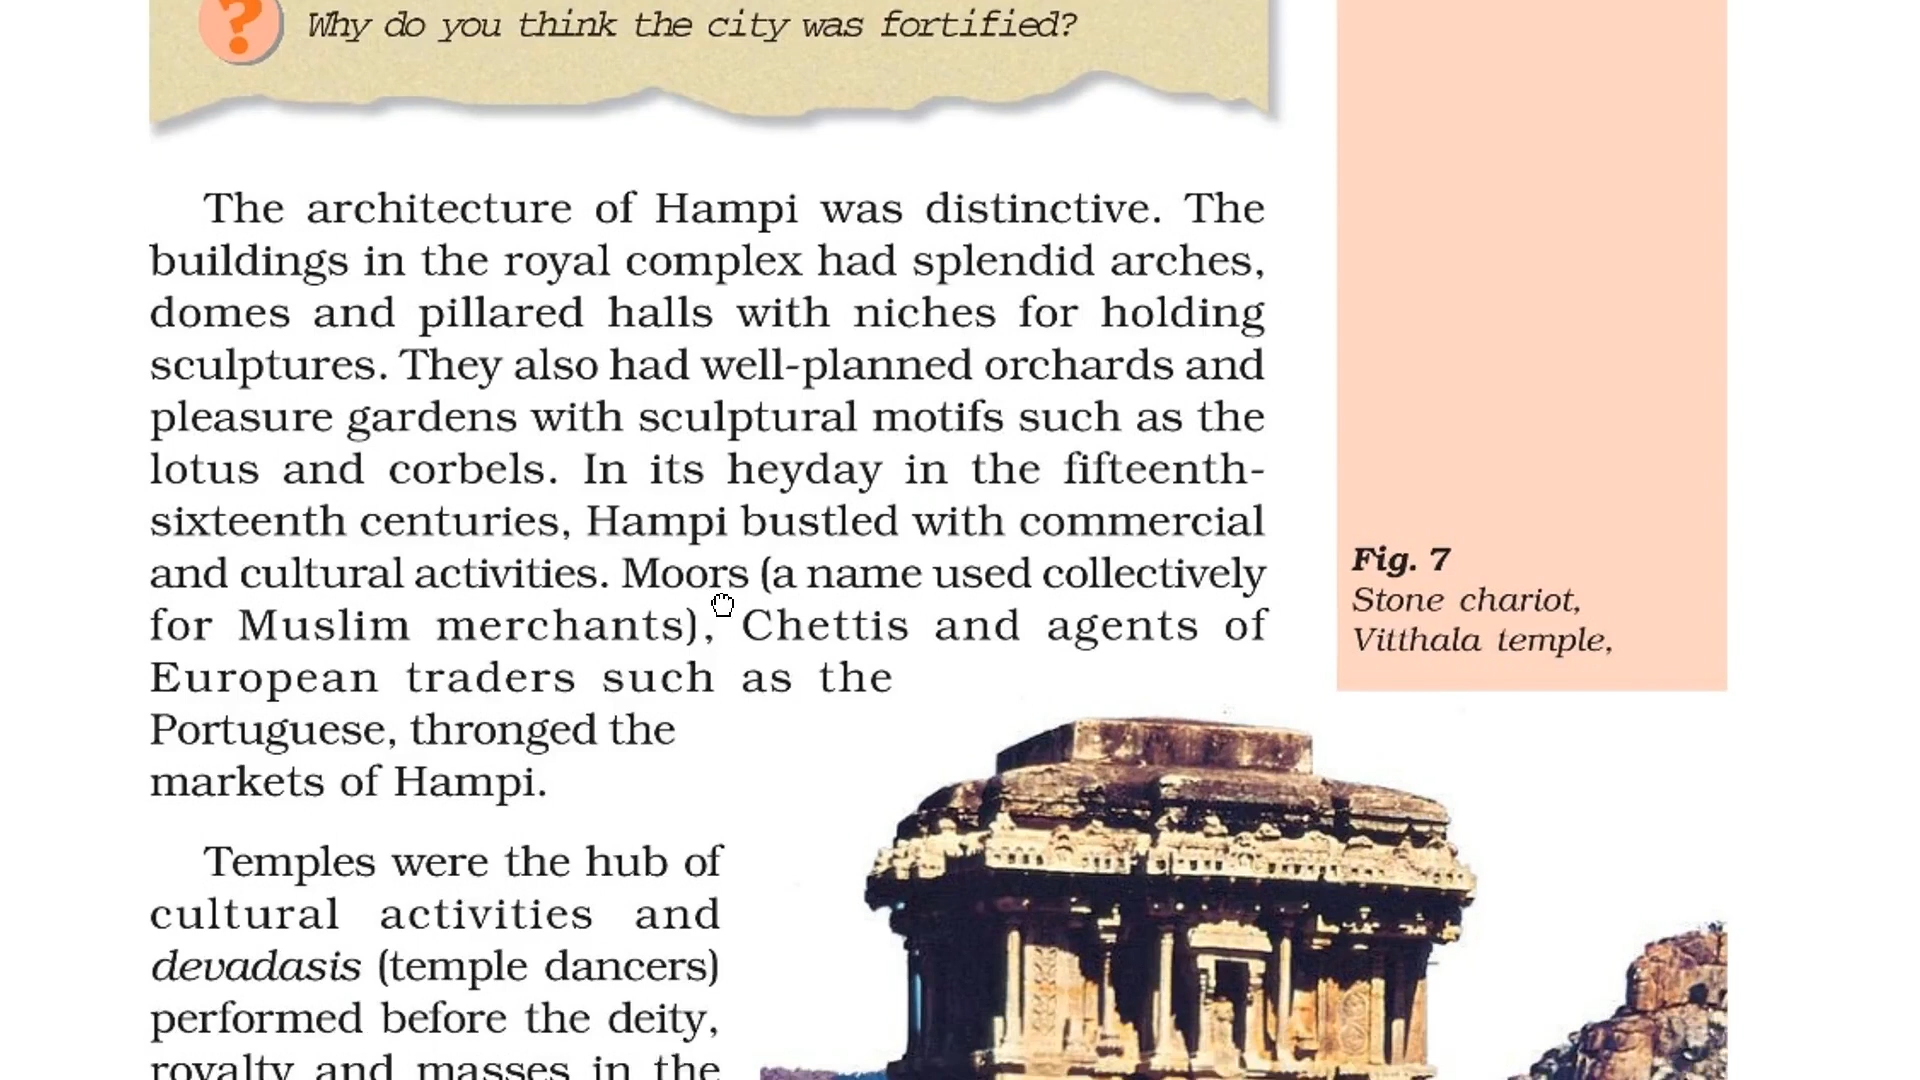 ?
Why do you think the city was fortified?
The architecture of Hampi was distinctive. The
buildings in the royal complex had splendid arches,
domes and pillared halls with niches for holding
sculptures. They also had well-planned orchards and
pleasure gardens with sculptural motifs such as the
lotus and corbels. In its heyday in the fifteenth-
sixteenth centuries, Hampi bustled with commercial
and cultural activities. Moors (a name used collectively
for Muslim merchants), Chettis and agents of
European traders such as the
Portuguese, thronged the
markets of Hampi.
Temples were the hub of
cultural activities and
devadasis (temple dancers)
performed before the deity,
royalty and masses in the
Fig. 7
Stone chariot,
Vitthala temple,